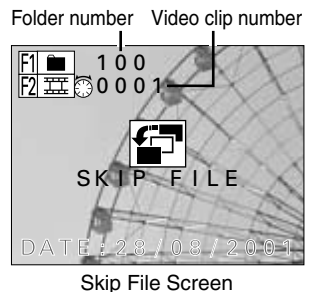 Folder number Video clip number
F1 100
F2 0001
SKIP FILE
DATE:28/08/2001
Skip File Screen